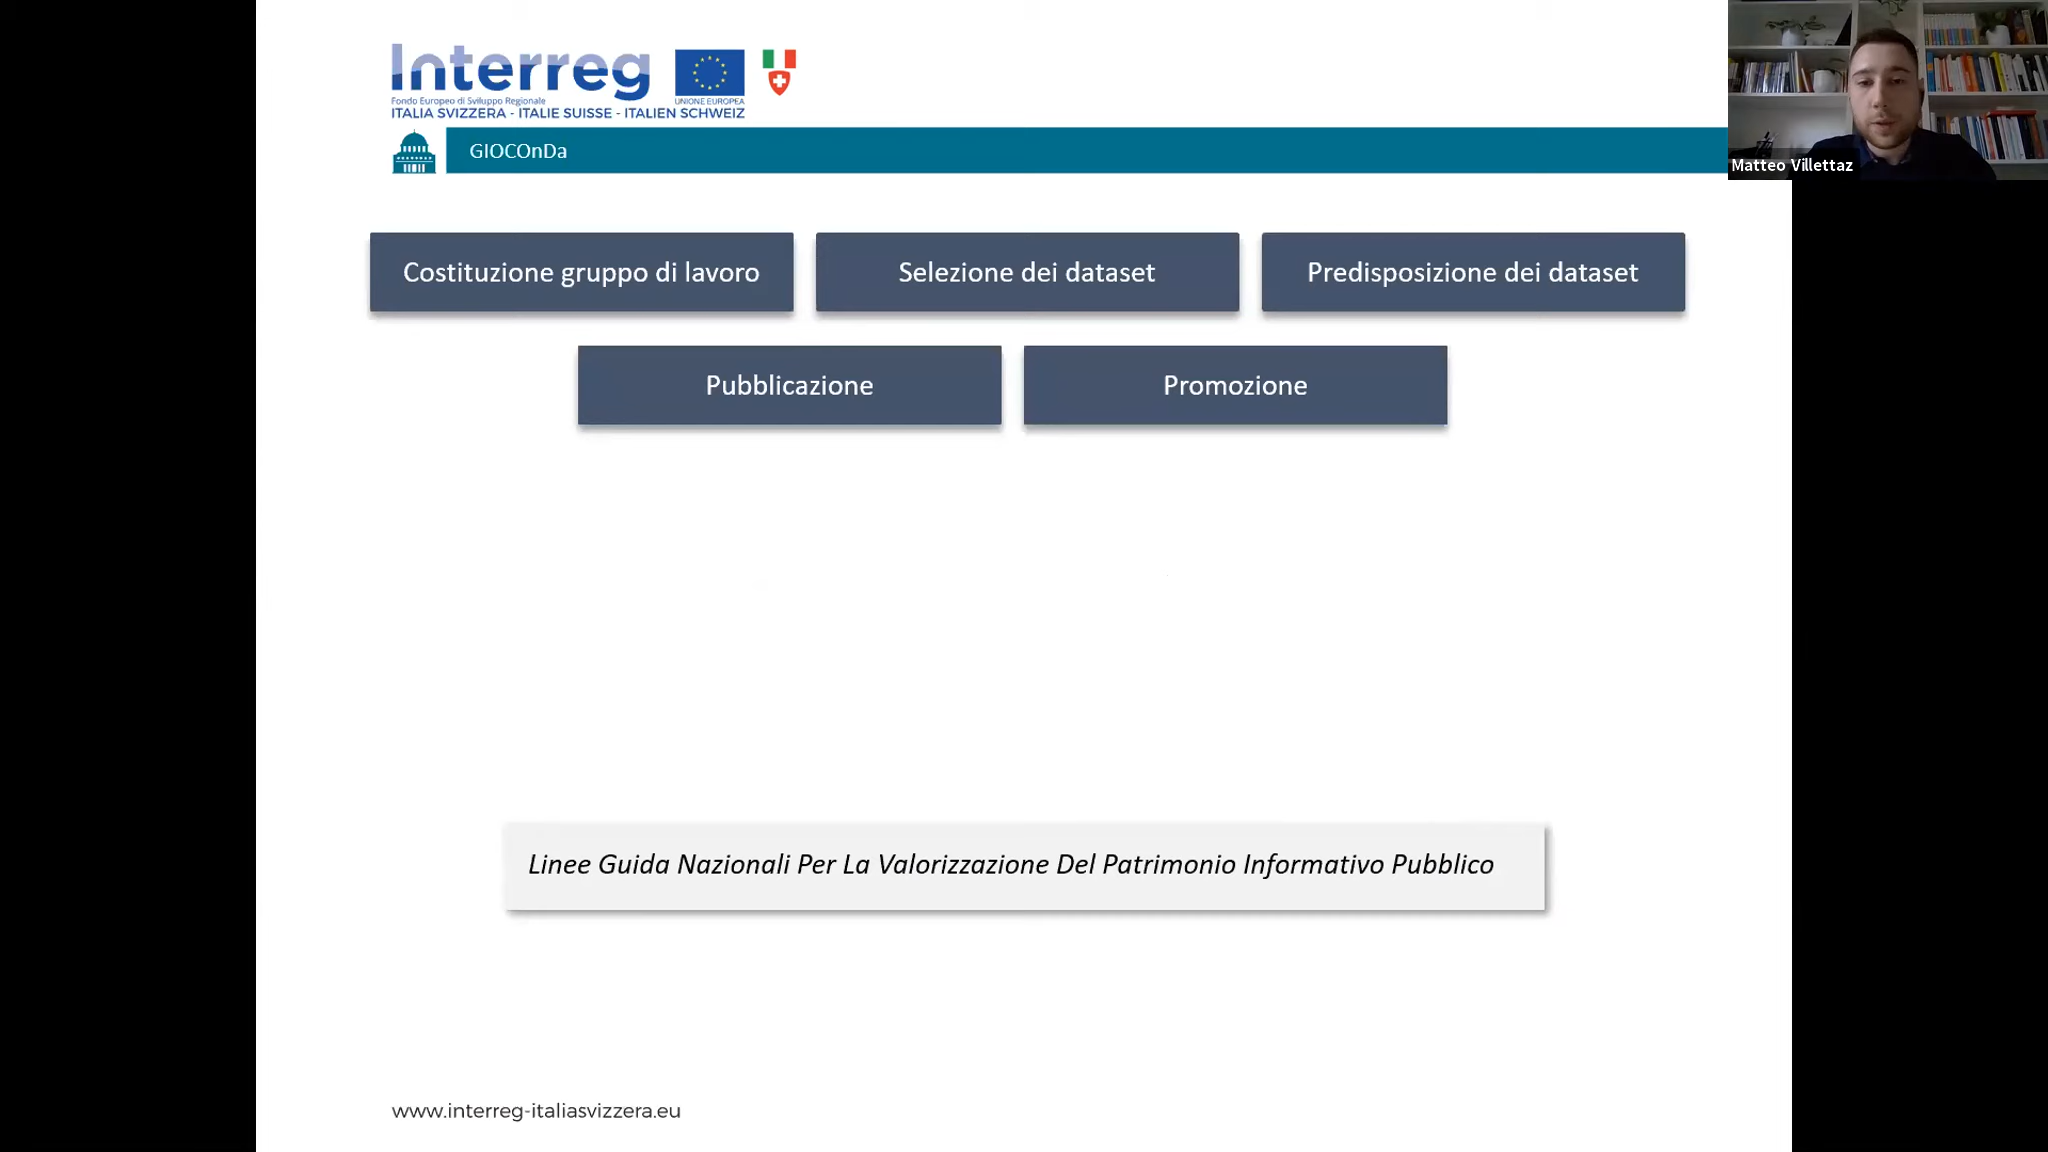 Interreg
Fondo Europeo di Sviluppo Regionale
UNIONE EUROPEA
ITALIA SVIZZERA - ITALIE SUISSE - ITALIEN SCHWEIZ
GIOCOnDa
Matteo Villettaz
Costituzione gruppo di lavoro
Selezione dei dataset
Predisposizione dei dataset
Pubblicazione
Promozione
Linee Guida Nazionali Per La Valorizzazione Del Patrimonio Informativo Pubblico
www.interreg-italiasvizzera.eu